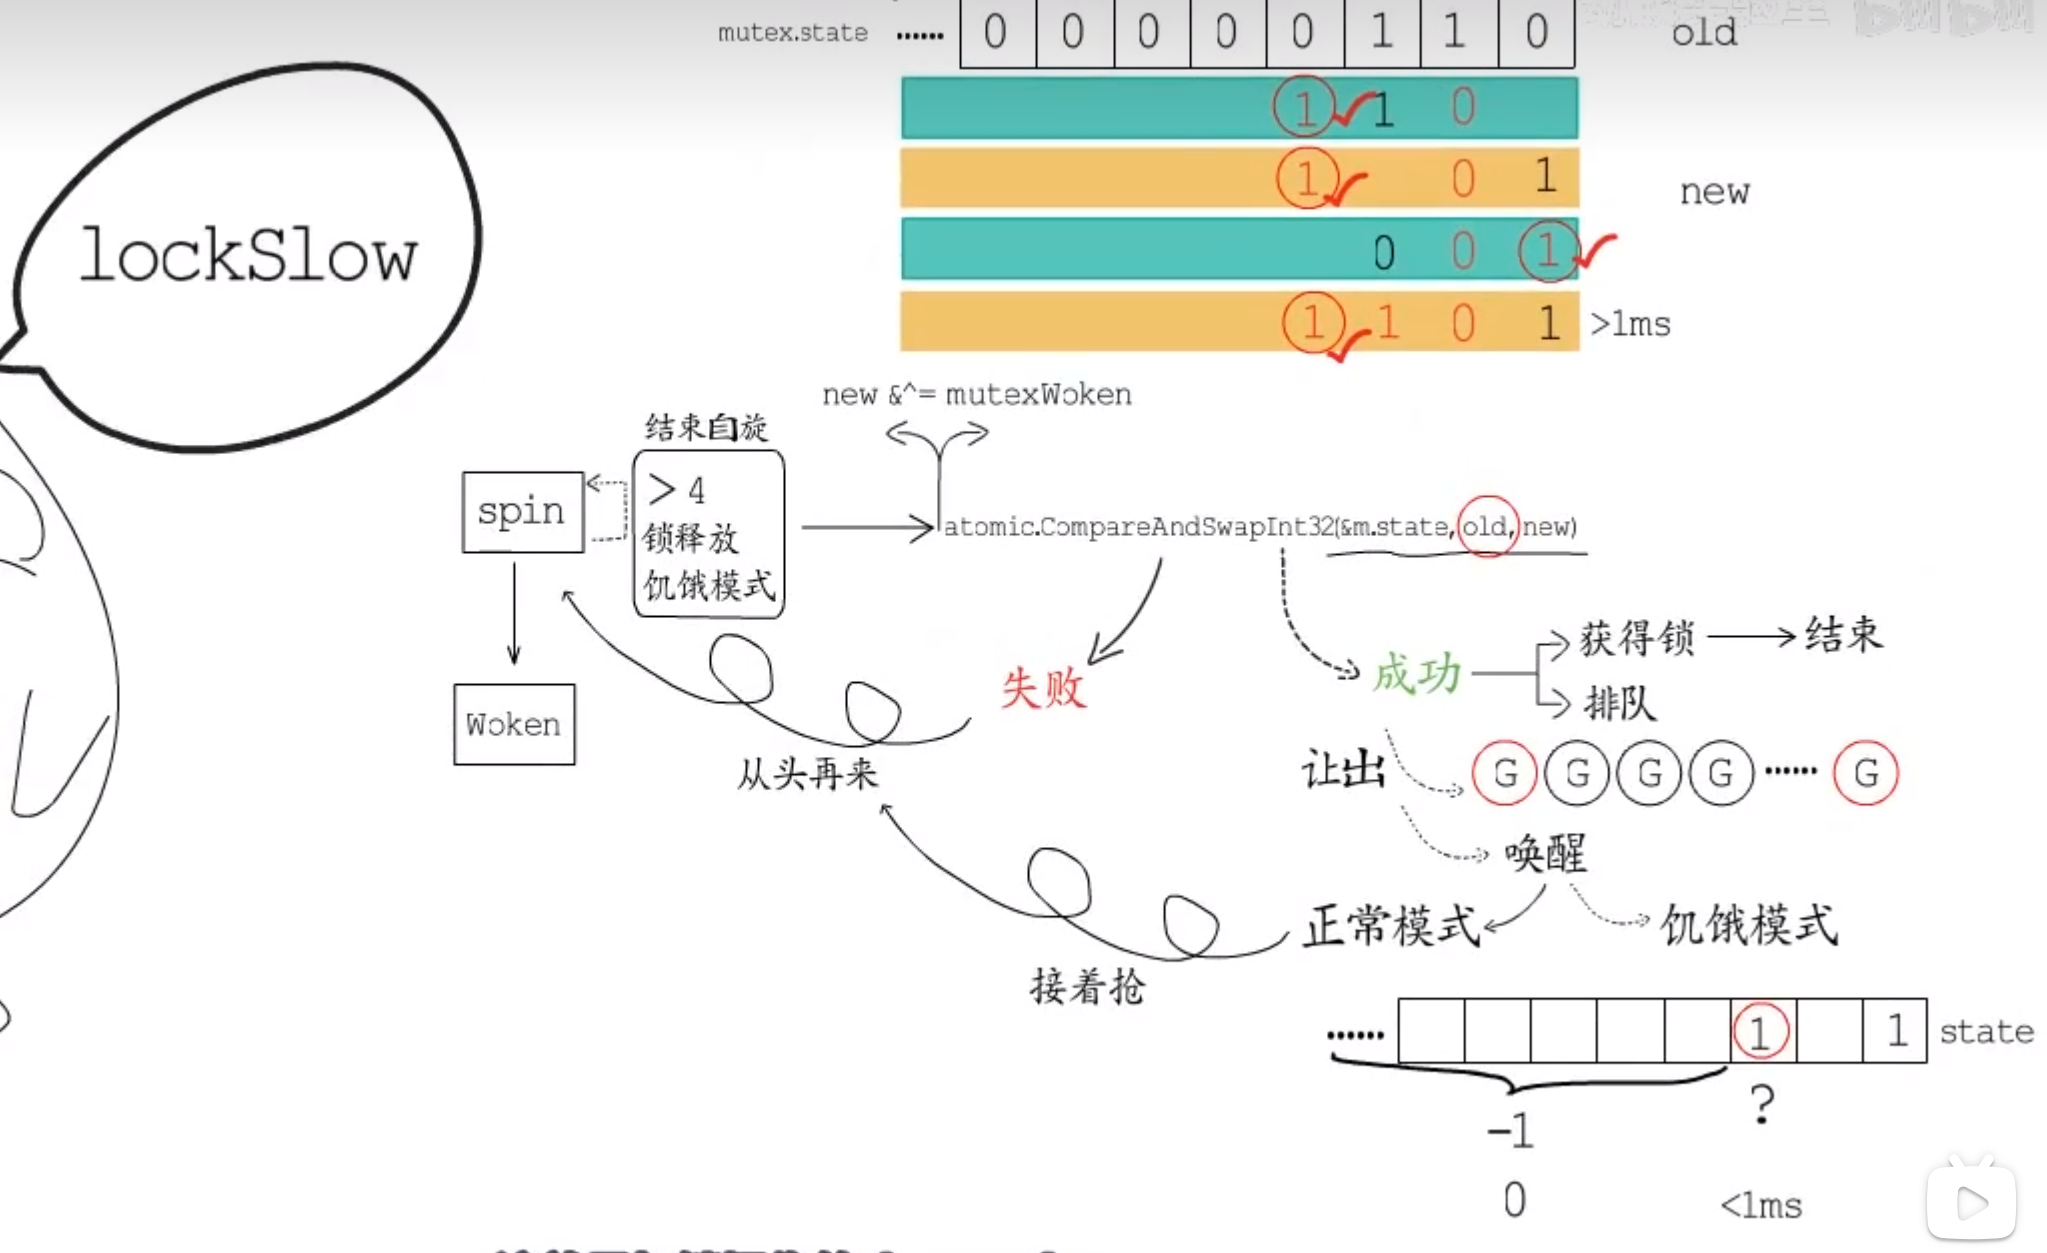 mutex.state ...... 0 0 0 0 0 1 1 0 old
1 1 0
1 0 1
new
0 0 1
1 1 0 1 >1ms
lockSlow
new &^= mutexWoken
结束自旋
spin
> 4
锁释放
饥饿模式
atomic.CompareAndSwapInt32(&m.state,old,new)
Woken
失败
从头再来
成功
获得锁
结束
排队
让出
G G G G ...... G
唤醒
正常模式
饥饿模式
接着抢
...... 1 1 state
?
-1
0
<1ms